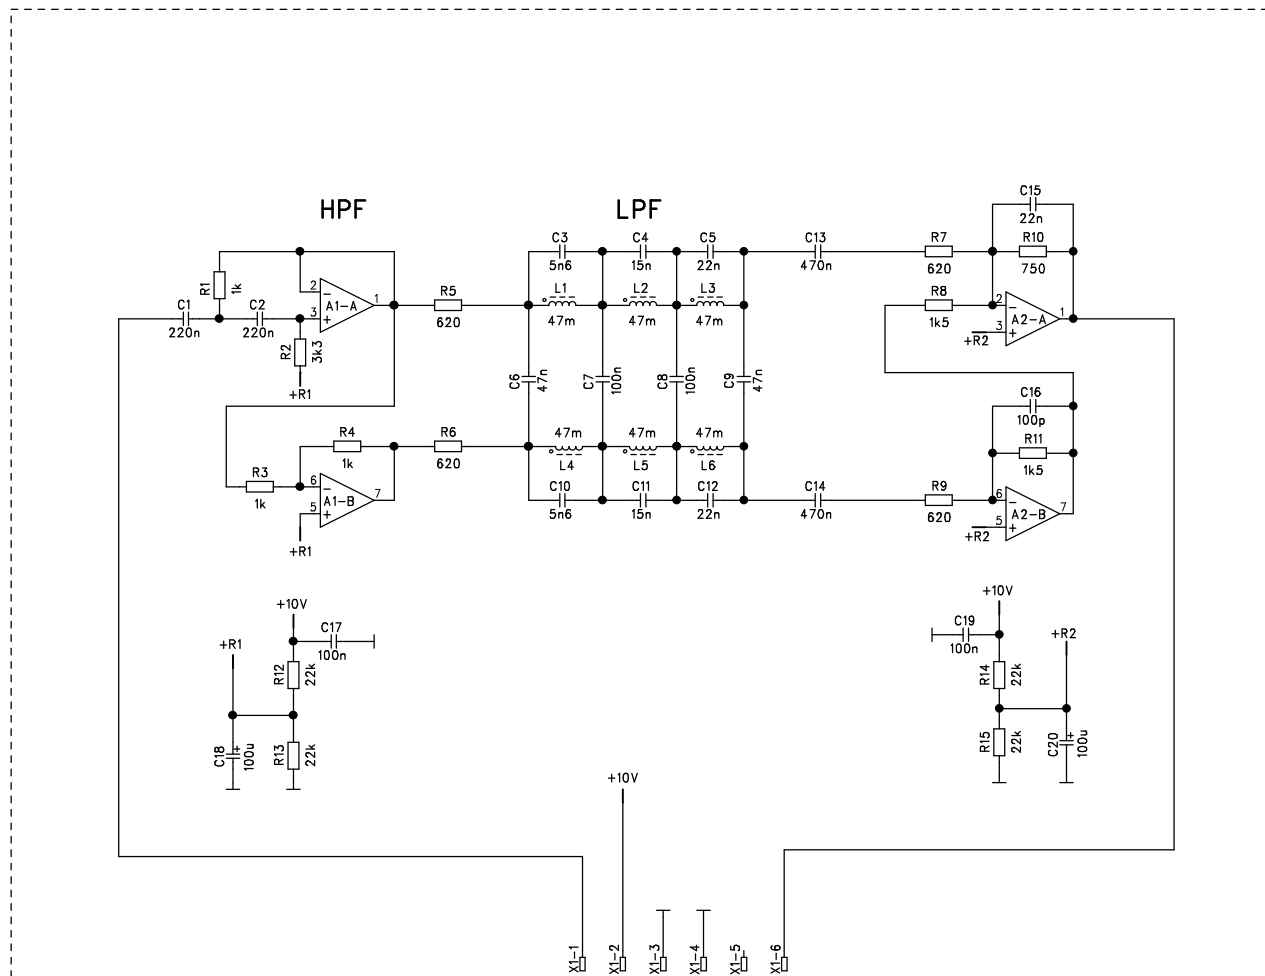 HPF
LPF
C15
22n
C3
5n6
C4
15n
C5
22n
C13
470n
R7
620
R10
750
R1
1k
2
3
A1-A
1
R5
620
L1
47m
L2
47m
L3
47m
R8
1k5
2
3
A2-A
1
+R2
C1
220n
C2
220n
R2
3k3
+R1
C6
47n
C7
100n
C8
100n
C9
47n
C16
100p
R4
1k
R6
620
47m
L4
47m
L5
47m
L6
R11
1k5
R3
1k
6
5
A1-B
7
+R1
C10
5n6
C11
15n
C12
22n
C14
470n
R9
620
6
5
A2-B
7
+R2
+10V
C17
100n
+R1
R12
22k
C18
+
100u
R13
22k
+10V
C19
100n
+R2
R14
22k
R15
22k
C20
+
100u
+10V
X1-1
X1-2
X1-3
X1-4
X1-5
X1-6